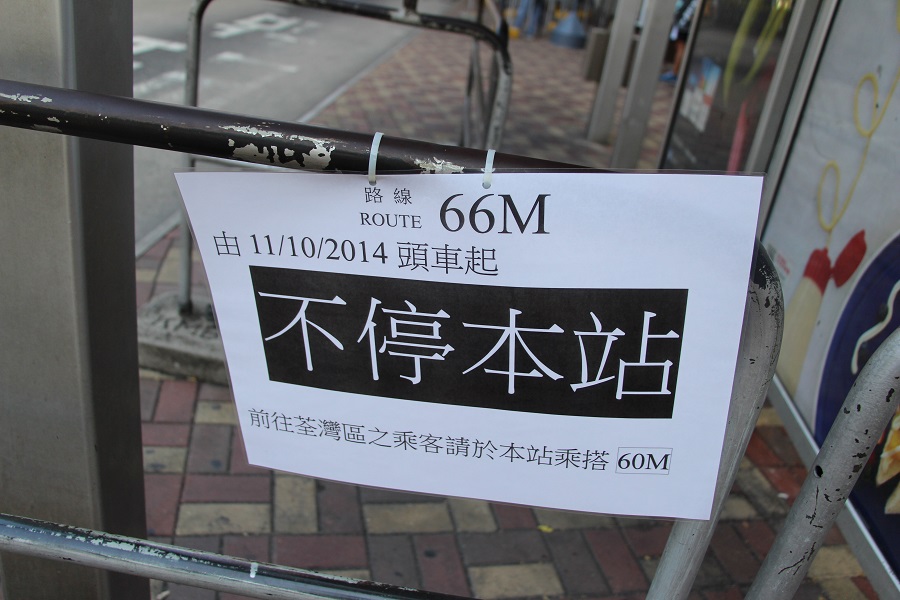 路線
ROUTE 66M
由 11/10/2014 頭車起
不停本站
前往荃灣區之乘客請於本站乘搭 60M